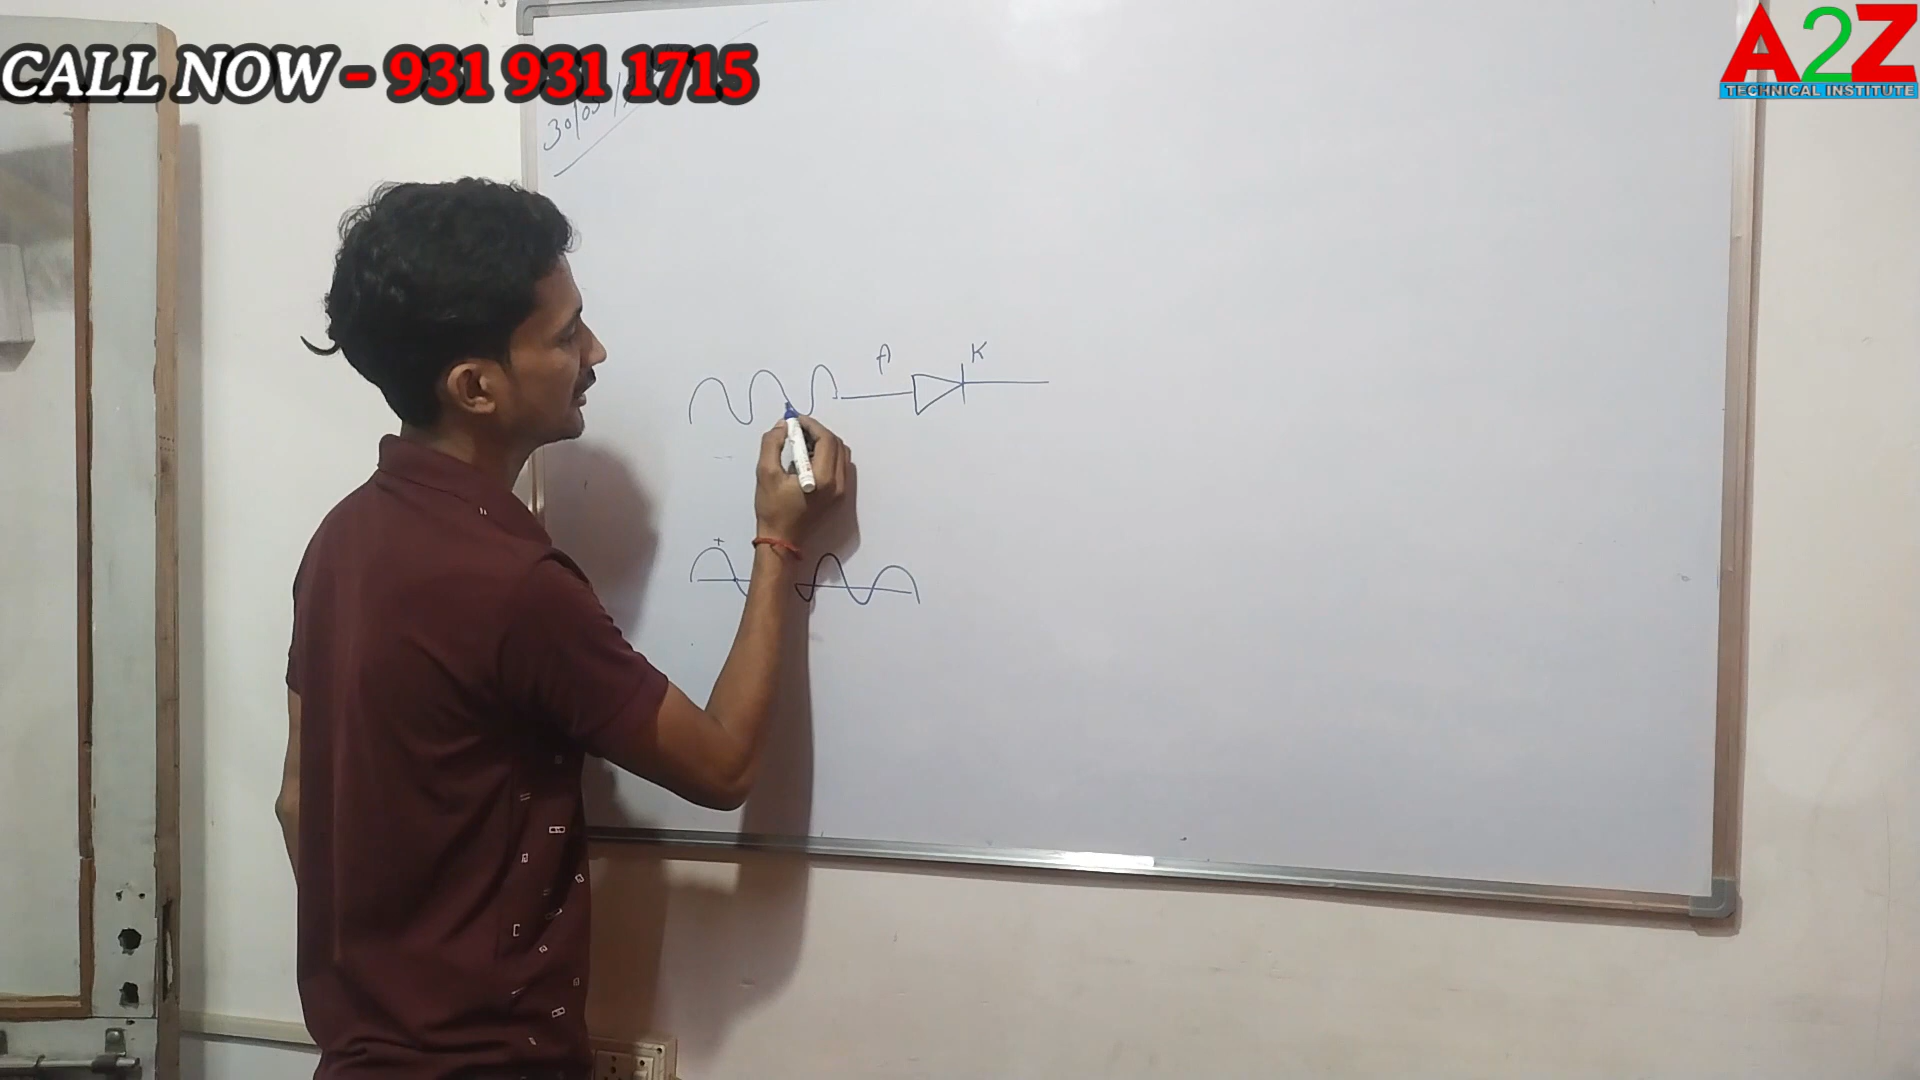 CALL NOW - 931 931 1715
A2Z
TECHNICAL INSTITUTE
A K
+